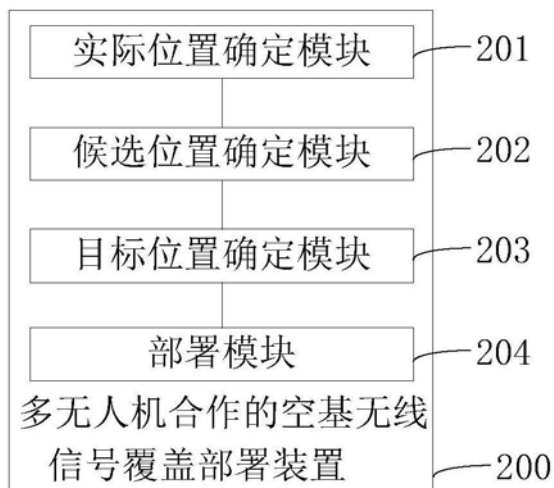 实际位置确定模块 201
候选位置确定模块 202
目标位置确定模块 203
部署模块 204
多无人机合作的空基无线
信号覆盖部署装置 200